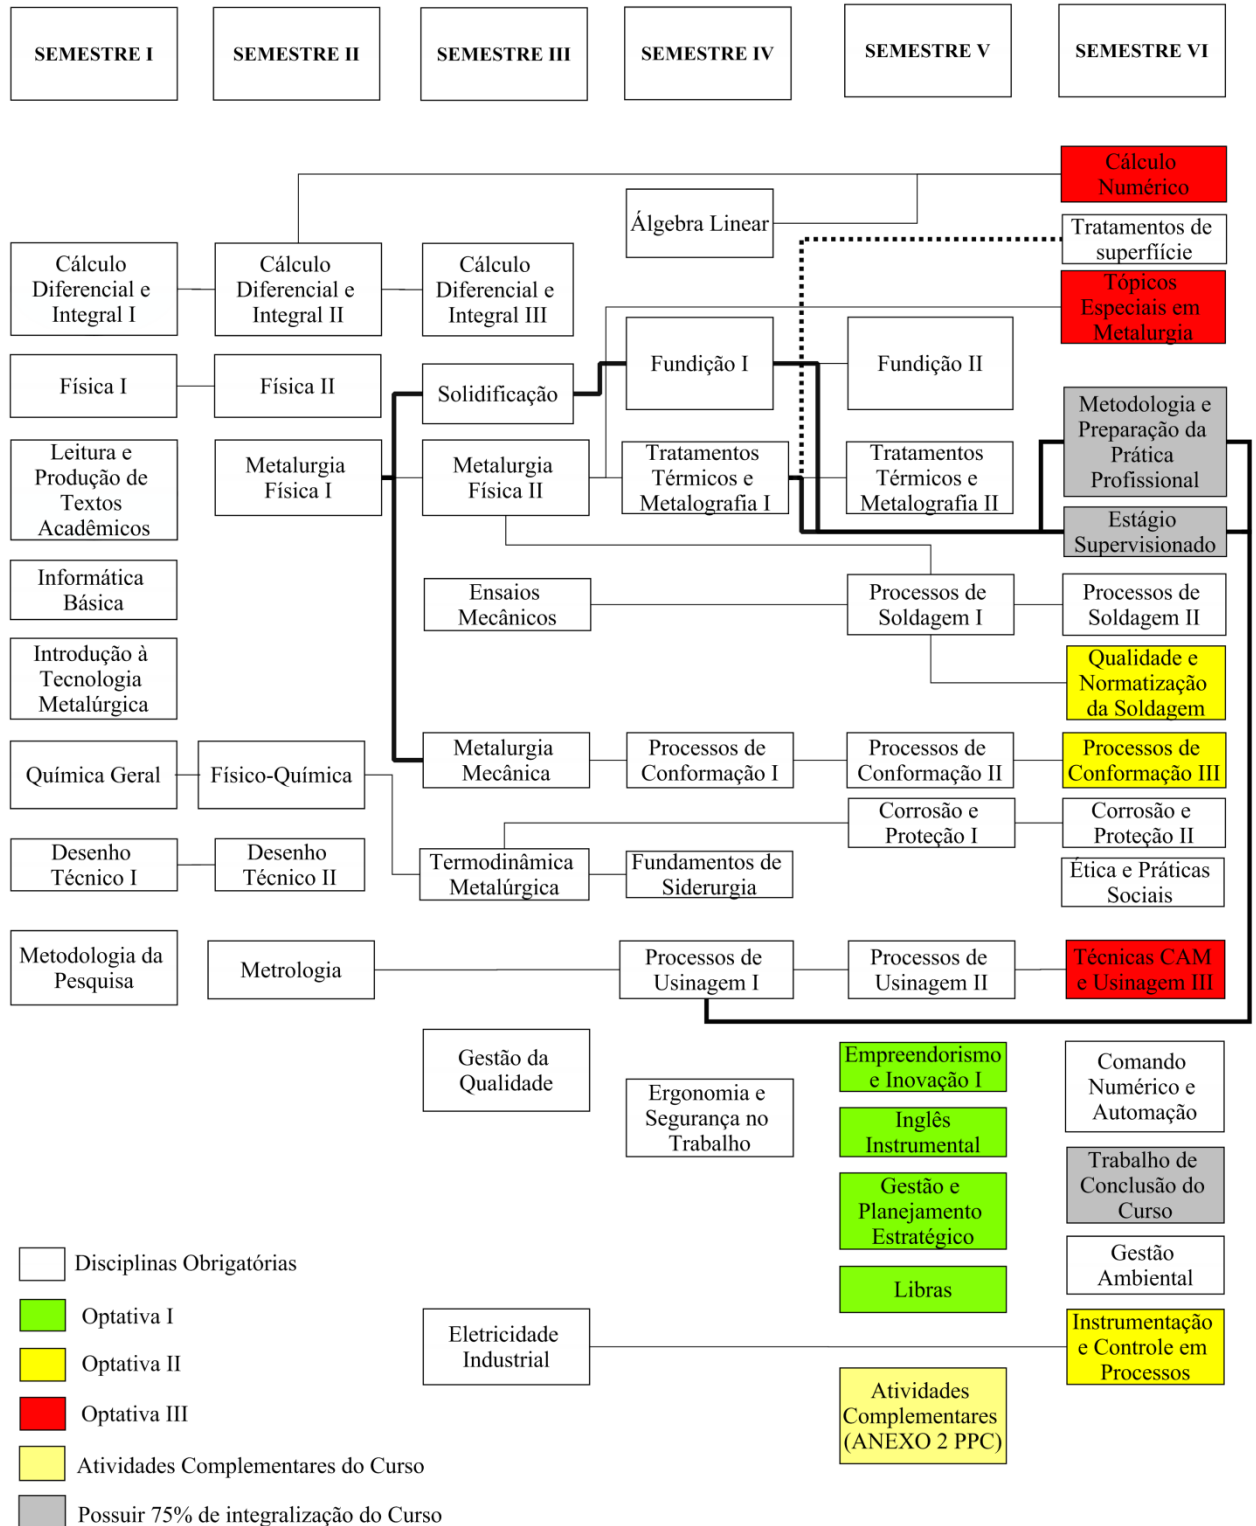 SEMESTRE I
SEMESTRE II
SEMESTRE III
SEMESTRE IV
SEMESTRE V
SEMESTRE VI
Cálculo
Diferencial e
Integral I
Física I
Leitura e
Produção de
Textos
Acadêmicos
Informática
Básica
Introdução à
Tecnologia
Metalúrgica
Química Geral
Desenho
Técnico I
Metodologia da
Pesquisa
Cálculo
Diferencial e
Integral II
Física II
Metalurgia
Física I
Físico-Química
Desenho
Técnico II
Metrologia
Cálculo
Diferencial e
Integral III
Solidificação
Metalurgia
Física II
Ensaios
Mecânicos
Metalurgia
Mecânica
Termodinâmica
Metalúrgica
Gestão da
Qualidade
Eletricidade
Industrial
Álgebra Linear
Fundição I
Tratamentos
Térmicos e
Metalografia I
Processos de
Conformação I
Fundamentos de
Siderurgia
Processos de
Usinagem I
Ergonomia e
Segurança no
Trabalho
Fundição II
Tratamentos
Térmicos e
Metalografia II
Processos de
Soldagem I
Processos de
Conformação II
Corrosão e
Proteção I
Processos de
Usinagem II
Empreendorismo
e Inovação I
Inglês
Instrumental
Gestão e
Planejamento
Estratégico
Libras
Atividades
Complementares
(ANEXO 2 PPC)
Cálculo
Numérico
Tratamentos de
superfiície
Tópicos
Especiais em
Metalurgia
Metodologia e
Preparação da
Prática
Profissional
Estágio
Supervisionado
Processos de
Soldagem II
Qualidade e
Normatização
da Soldagem
Processos de
Conformação III
Corrosão e
Proteção II
Ética e Práticas
Sociais
Técnicas CAM
e Usinagem III
Comando
Numérico e
Automação
Trabalho de
Conclusão do
Curso
Gestão
Ambiental
Instrumentação
e Controle em
Processos
Disciplinas Obrigatórias
Optativa I
Optativa II
Optativa III
Atividades Complementares do Curso
Possuir 75% de integralização do Curso